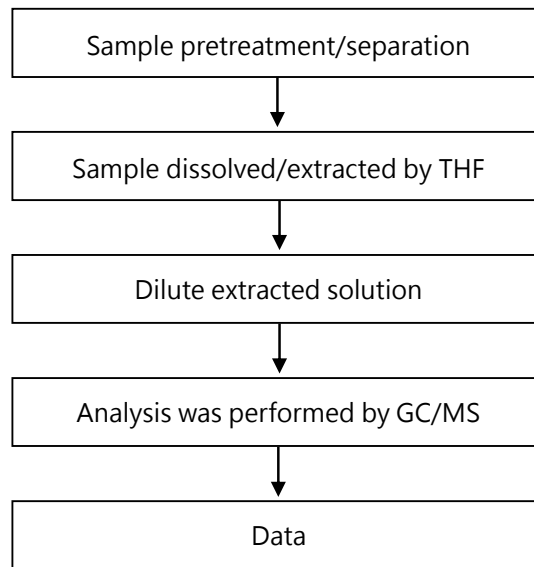 Sample pretreatment/separation
Sample dissolved/extracted by THF
Dilute extracted solution
Analysis was performed by GC/MS
Data